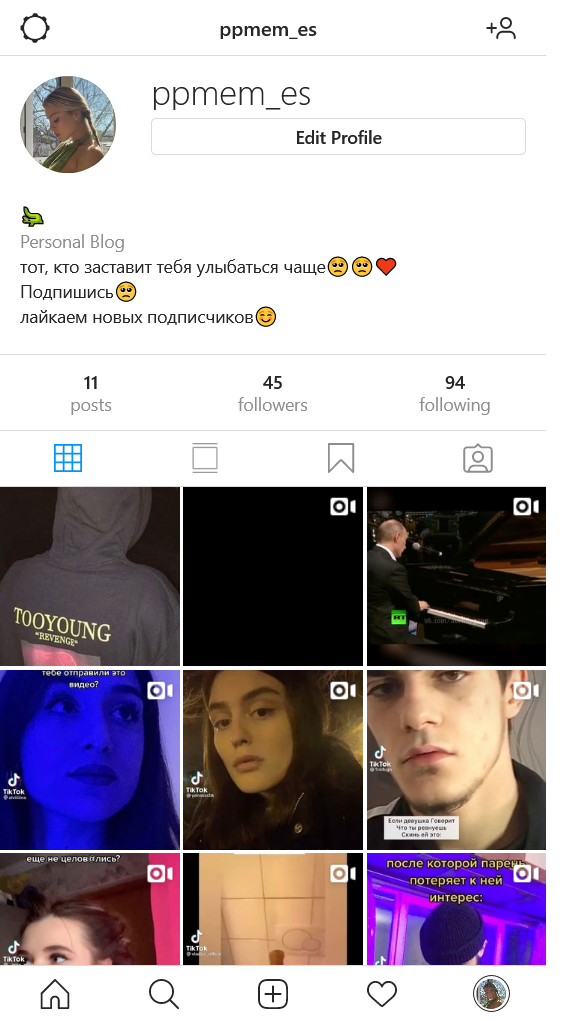 ppmem_es
ppmem_es
Edit Profile
Personal Blog
тот, кто заставит тебя улыбаться чаще🥺🥺❤️
Подпишись🥺
лайкаем новых подписчиков😊
11
posts
45
followers
94
following
TOOYOUNG
"REVENGE"
RT
тебе отправили это
видео?
TikTok
TikTok
TikTok
Если девушка Говорит
Что ты ревнуешь
Скинь ей это:
еще не целовались?
TikTok
TikTok
после которой парень
потеряет к ней
интерес: